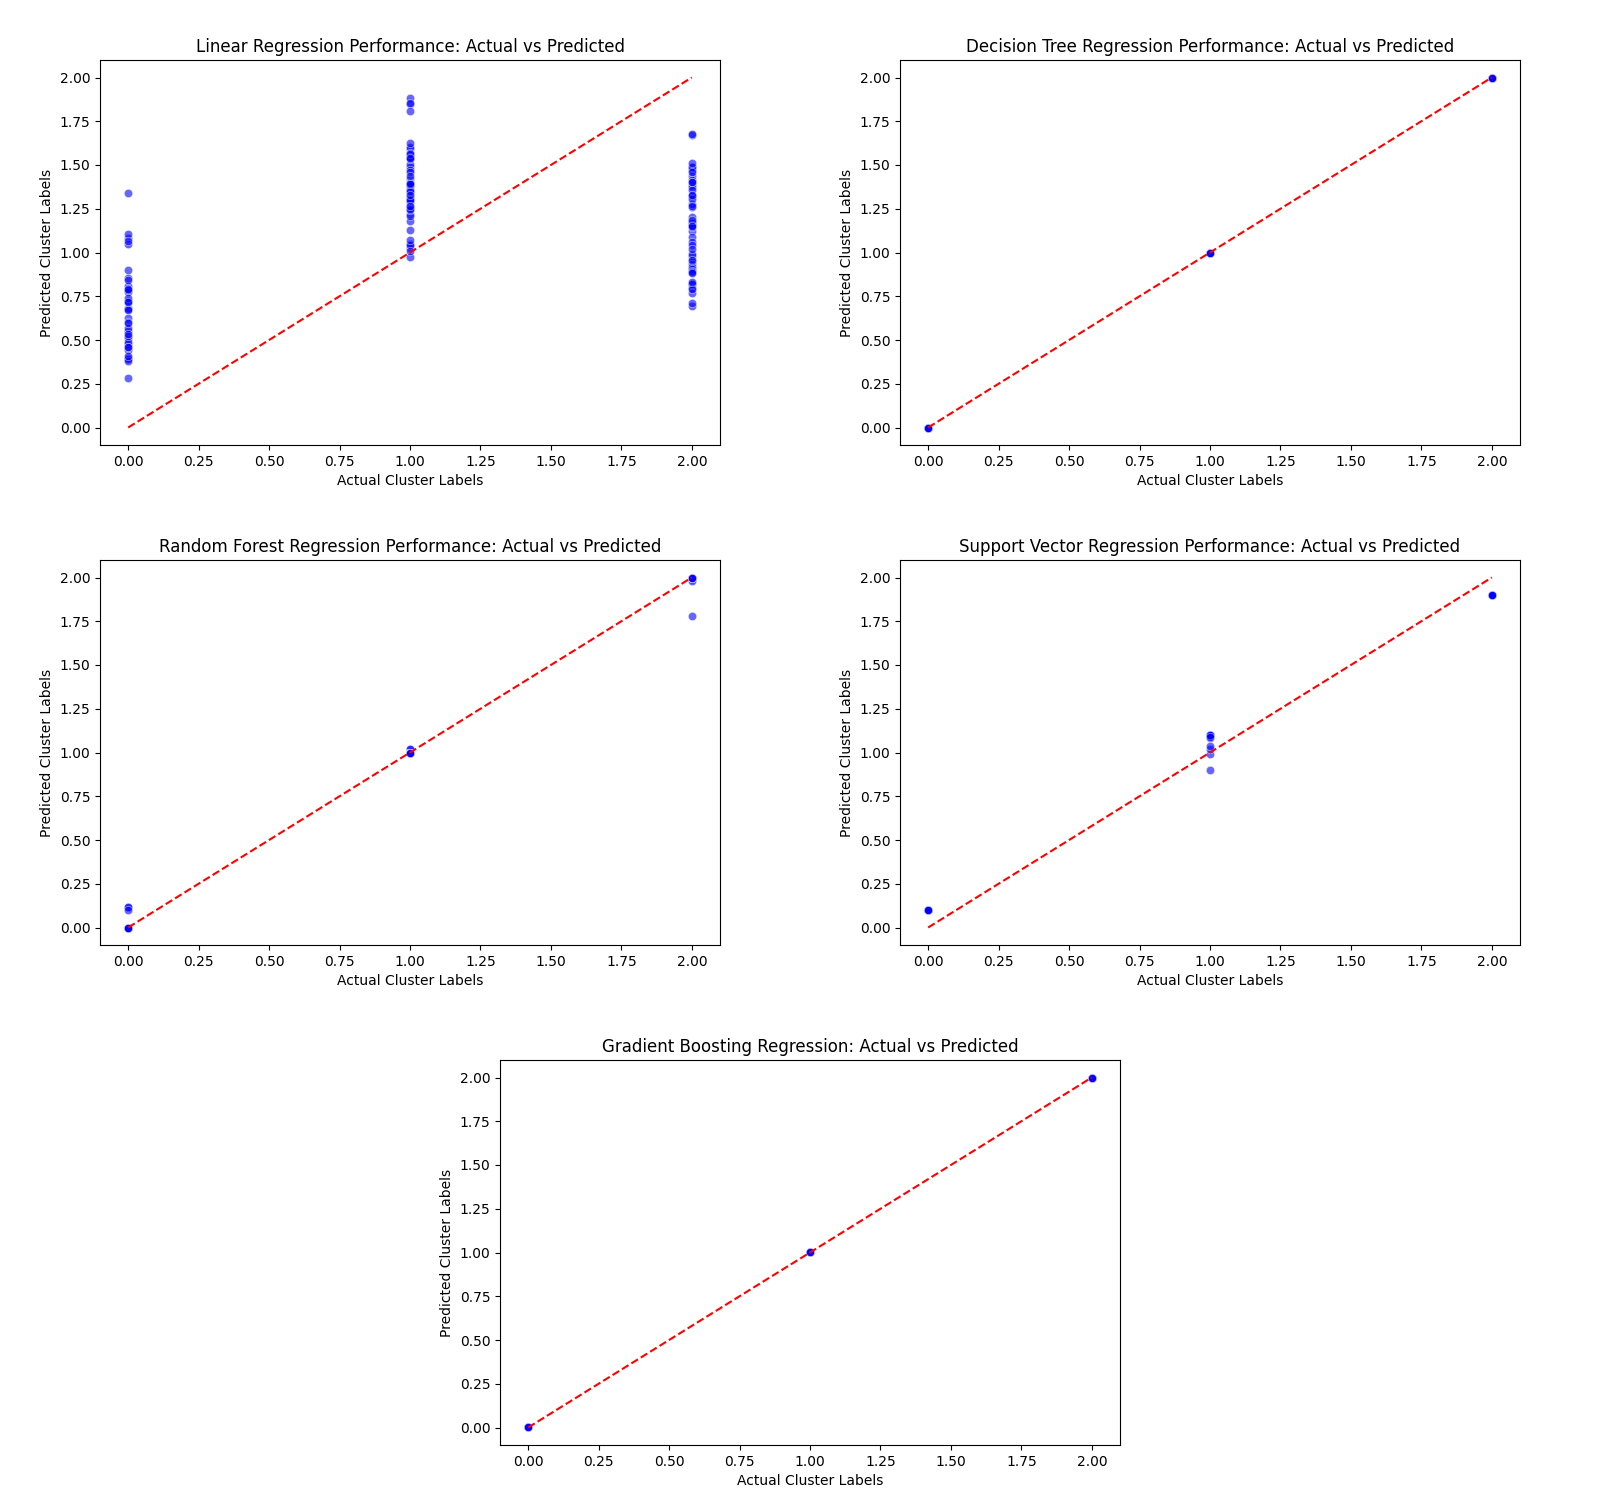 Linear Regression Performance: Actual vs Predicted
2.00
1.75
1.50
1.25
1.00
0.75
0.50
0.25
0.00
Predicted Cluster Labels
0.00 0.25 0.50 0.75 1.00 1.25 1.50 1.75 2.00
Actual Cluster Labels
Decision Tree Regression Performance: Actual vs Predicted
2.00
1.75
1.50
1.25
1.00
0.75
0.50
0.25
0.00
Predicted Cluster Labels
0.00 0.25 0.50 0.75 1.00 1.25 1.50 1.75 2.00
Actual Cluster Labels
Random Forest Regression Performance: Actual vs Predicted
2.00
1.75
1.50
1.25
1.00
0.75
0.50
0.25
0.00
Predicted Cluster Labels
0.00 0.25 0.50 0.75 1.00 1.25 1.50 1.75 2.00
Actual Cluster Labels
Support Vector Regression Performance: Actual vs Predicted
2.00
1.75
1.50
1.25
1.00
0.75
0.50
0.25
0.00
Predicted Cluster Labels
0.00 0.25 0.50 0.75 1.00 1.25 1.50 1.75 2.00
Actual Cluster Labels
Gradient Boosting Regression: Actual vs Predicted
2.00
1.75
1.50
1.25
1.00
0.75
0.50
0.25
0.00
Predicted Cluster Labels
0.00 0.25 0.50 0.75 1.00 1.25 1.50 1.75 2.00
Actual Cluster Labels